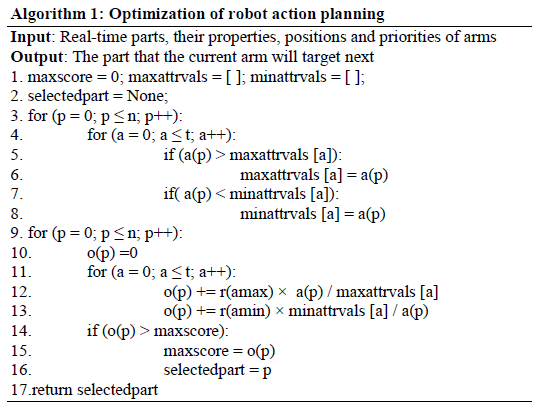 Algorithm 1: Optimization of robot action planning
Input: Real-time parts, their properties, positions and priorities of arms
Output: The part that the current arm will target next
1. maxscore = 0; maxattrvals = [ ]; minattrvals = [ ];
2. selectedpart = None;
3. for (p = 0; p ≤ n; p++):
4. for (a = 0; a ≤ t; a++):
5. if (a(p) > maxattrvals [a]):
6. maxattrvals [a] = a(p)
7. if( a(p) < minattrvals [a]):
8. minattrvals [a] = a(p)
9. for (p = 0; p ≤ n; p++):
10. o(p) =0
11. for (a = 0; a ≤ t; a++):
12. o(p) += r(amax) × a(p) / maxattrvals [a]
13. o(p) += r(amin) × minattrvals [a] / a(p)
14. if (o(p) > maxscore):
15. maxscore = o(p)
16. selectedpart = p
17.return selectedpart